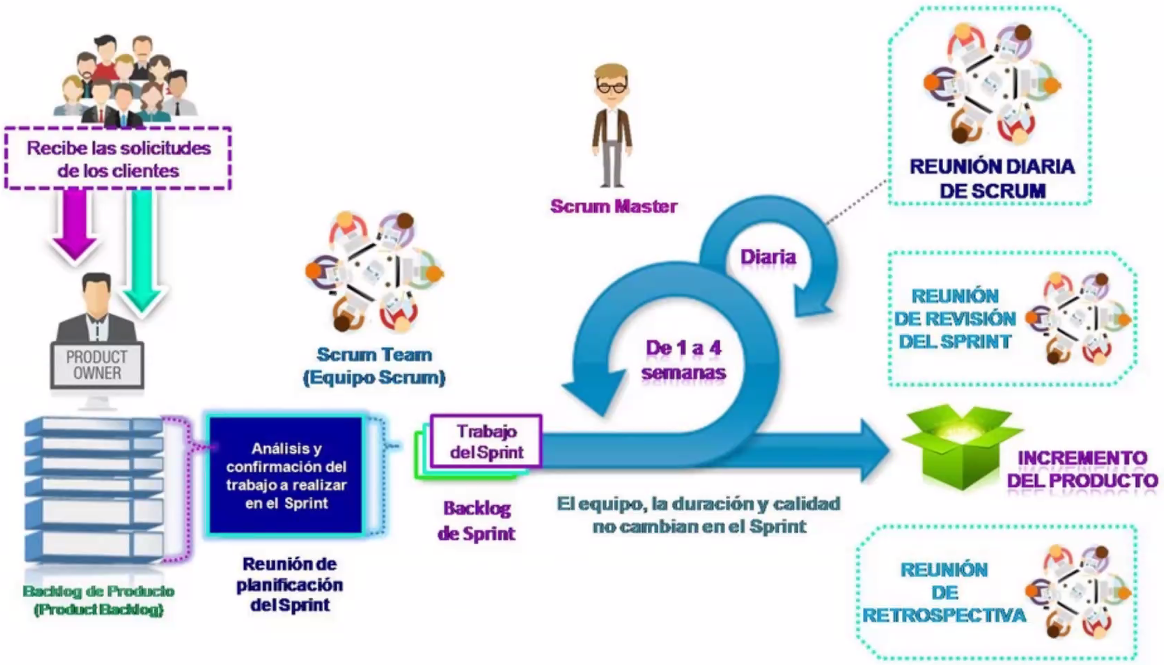 Recibe las solicitudes
de los clientes
PRODUCT
OWNER
Backlog de Producto
(Product Backlog)
Scrum Team
(Equipo Scrum)
Análisis y
confirmación del
trabajo a realizar
en el Sprint
Reunión de
planificación
del Sprint
Trabajo
del Sprint
Backlog
de Sprint
Scrum Master
Diaria
De 1 a 4
semanas
El equipo, la duración y calidad
no cambian en el Sprint
REUNIÓN DIARIA
DE SCRUM
REUNIÓN
DE REVISIÓN
DEL SPRINT
INCREMENTO
DEL PRODUCTO
REUNIÓN
DE
RETROSPECTIVA